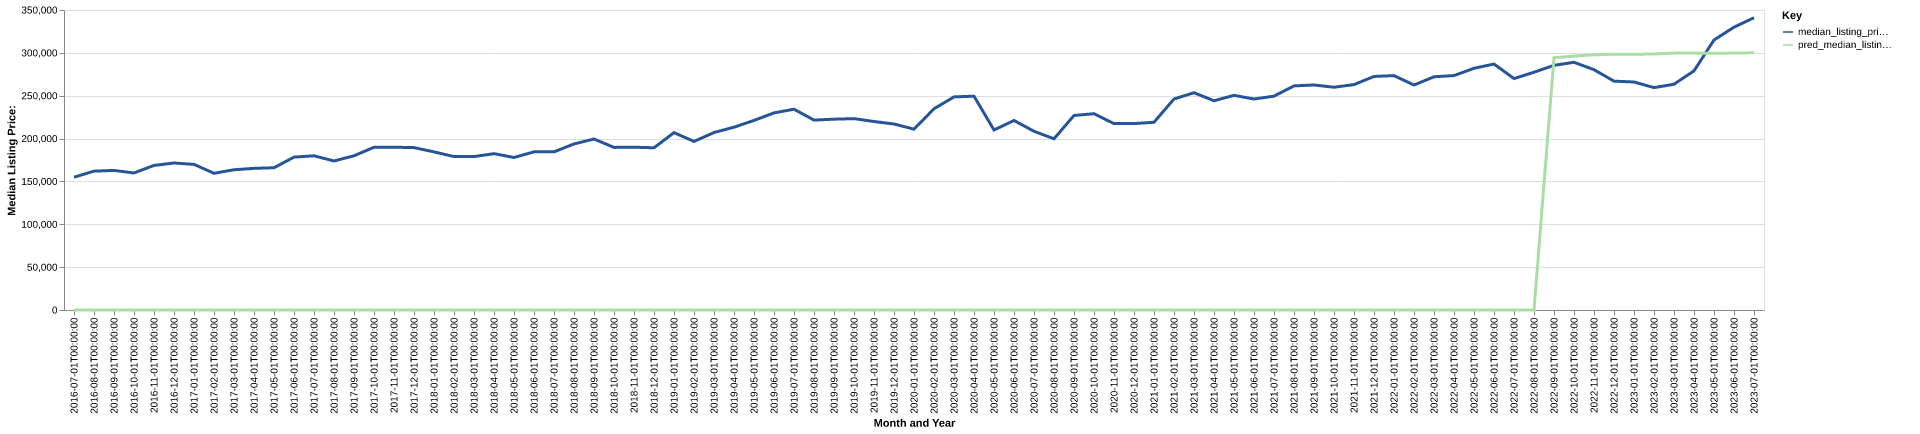 350,000
300,000
250,000
200,000
150,000
100,000
50,000
0
Median Listing Price:
2016-07-01T00:00:00
2016-08-01T00:00:00
2016-09-01T00:00:00
2016-10-01T00:00:00
2016-11-01T00:00:00
2016-12-01T00:00:00
2017-01-01T00:00:00
2017-02-01T00:00:00
2017-03-01T00:00:00
2017-04-01T00:00:00
2017-05-01T00:00:00
2017-06-01T00:00:00
2017-07-01T00:00:00
2017-08-01T00:00:00
2017-09-01T00:00:00
2017-10-01T00:00:00
2017-11-01T00:00:00
2017-12-01T00:00:00
2018-01-01T00:00:00
2018-02-01T00:00:00
2018-03-01T00:00:00
2018-04-01T00:00:00
2018-05-01T00:00:00
2018-06-01T00:00:00
2018-07-01T00:00:00
2018-08-01T00:00:00
2018-09-01T00:00:00
2018-10-01T00:00:00
2018-11-01T00:00:00
2018-12-01T00:00:00
2019-01-01T00:00:00
2019-02-01T00:00:00
2019-03-01T00:00:00
2019-04-01T00:00:00
2019-05-01T00:00:00
2019-06-01T00:00:00
2019-07-01T00:00:00
2019-08-01T00:00:00
2019-09-01T00:00:00
2019-10-01T00:00:00
2019-11-01T00:00:00
2019-12-01T00:00:00
2020-01-01T00:00:00
2020-02-01T00:00:00
2020-03-01T00:00:00
2020-04-01T00:00:00
2020-05-01T00:00:00
2020-06-01T00:00:00
2020-07-01T00:00:00
2020-08-01T00:00:00
2020-09-01T00:00:00
2020-10-01T00:00:00
2020-11-01T00:00:00
2020-12-01T00:00:00
2021-01-01T00:00:00
2021-02-01T00:00:00
2021-03-01T00:00:00
2021-04-01T00:00:00
2021-05-01T00:00:00
2021-06-01T00:00:00
2021-07-01T00:00:00
2021-08-01T00:00:00
2021-09-01T00:00:00
2021-10-01T00:00:00
2021-11-01T00:00:00
2021-12-01T00:00:00
2022-01-01T00:00:00
2022-02-01T00:00:00
2022-03-01T00:00:00
2022-04-01T00:00:00
2022-05-01T00:00:00
2022-06-01T00:00:00
2022-07-01T00:00:00
2022-08-01T00:00:00
2022-09-01T00:00:00
2022-10-01T00:00:00
2022-11-01T00:00:00
2022-12-01T00:00:00
2023-01-01T00:00:00
2023-02-01T00:00:00
2023-03-01T00:00:00
2023-04-01T00:00:00
2023-05-01T00:00:00
2023-06-01T00:00:00
2023-07-01T00:00:00
Month and Year
Key
median_listing_pri…
pred_median_listin…